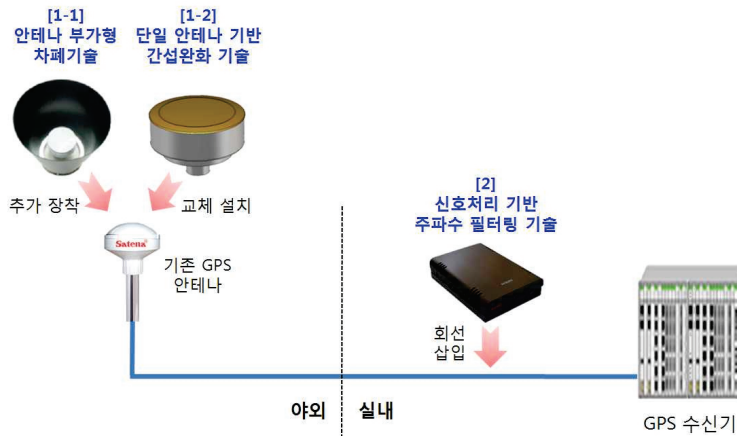 [1-1]
안테나 부가형
차폐기술
[1-2]
단일 안테나 기반
간섭완화 기술
추가 장착
교체 설치
Satena
기존 GPS
안테나
[2]
신호처리 기반
주파수 필터링 기술
회선
삽입
야외
실내
GPS 수신기